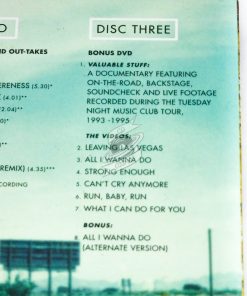 D
DISC THREE
ND OUT-TAKES
BONUS DVD
1. VALUABLE STUFF:
A DOCUMENTARY FEATURING
ON-THE-ROAD, BACKSTAGE,
SOUNDCHECK AND LIVE FOOTAGE
RECORDED DURING THE TUESDAY
NIGHT MUSIC CLUB TOUR,
1993 -1995
ERENESS (5.30)*
(4.01)**
2.04)**
THE VIDEOS:
2. LEAVING LAS VEGAS
3. ALL I WANNA DO
4. STRONG ENOUGH
5. CAN'T CRY ANYMORE
6. RUN, BABY, RUN
7. WHAT I CAN DO FOR YOU
REMIX) (4.35)***
CORDING
BONUS:
8. ALL I WANNA DO
(ALTERNATE VERSION)